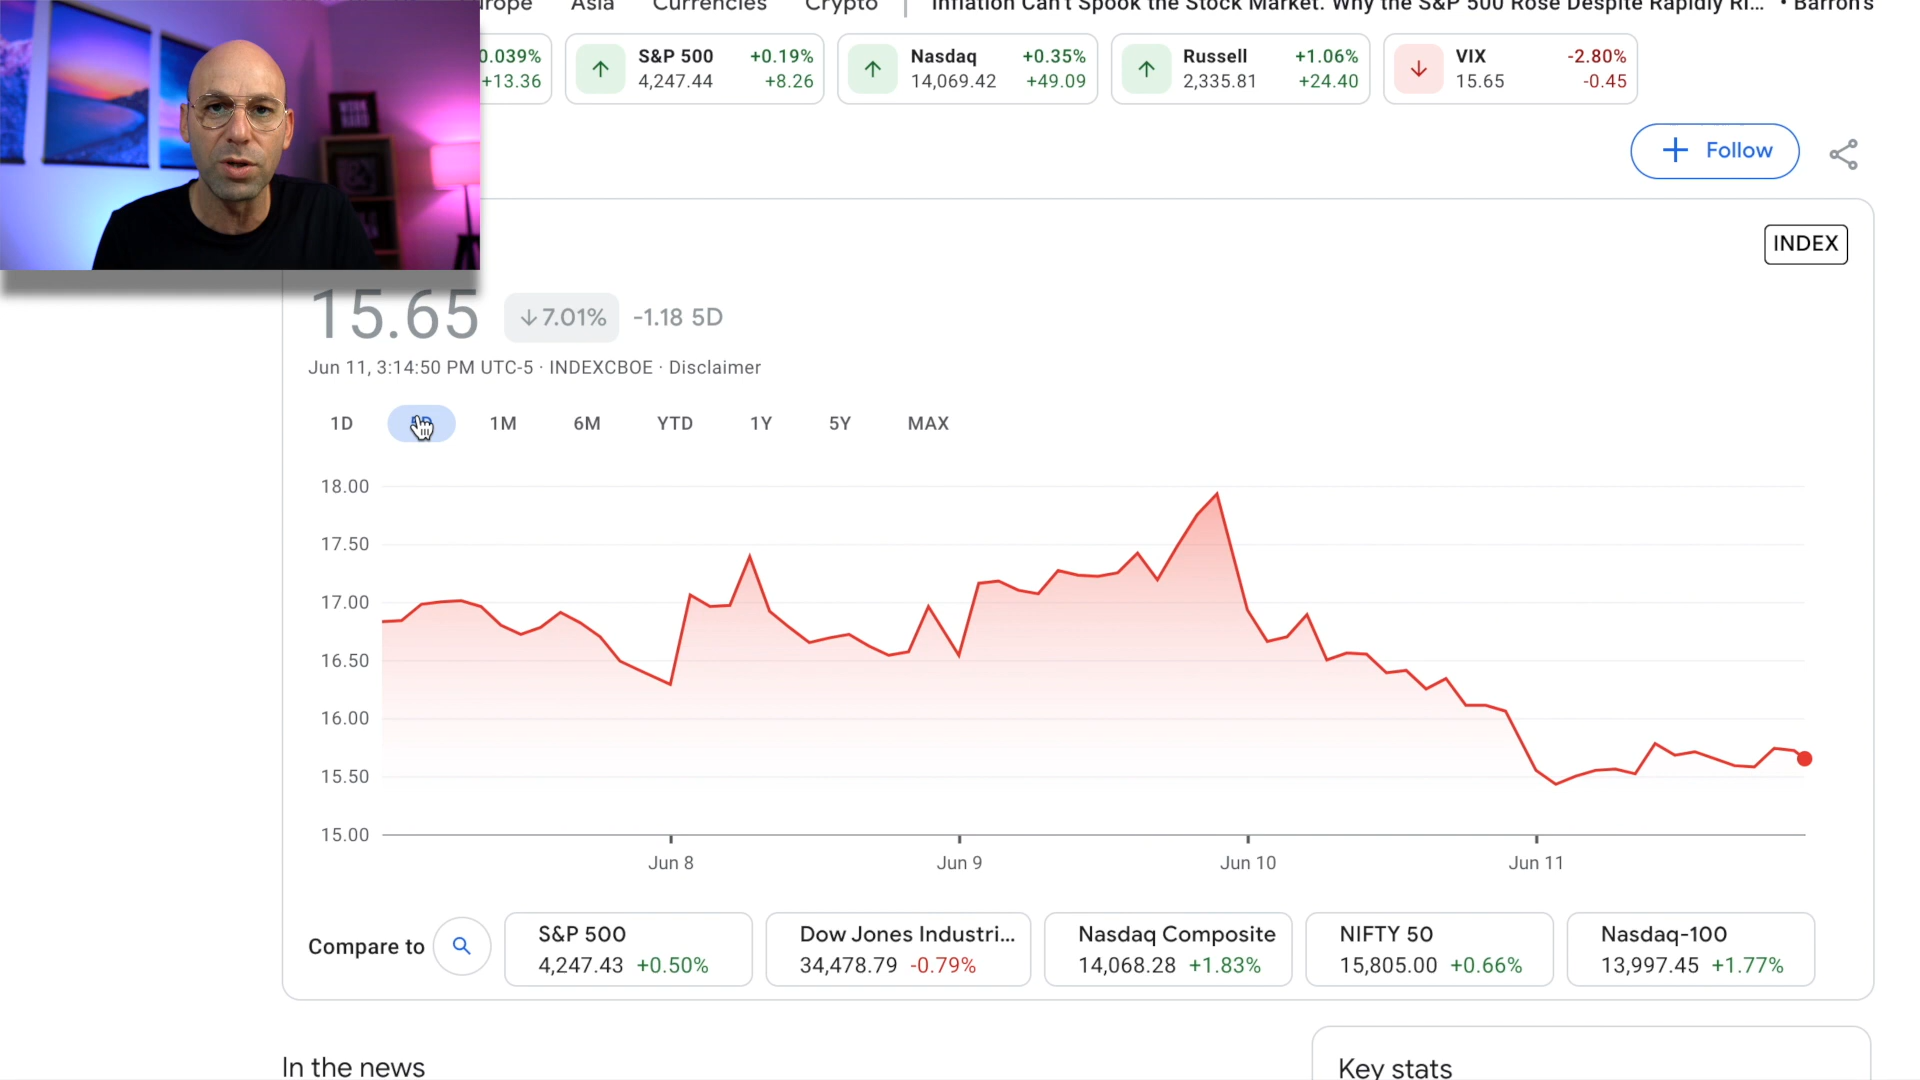 Asia Currencies Crypto Inflation Can't Spook the Stock Market. Why the S&P 500 Rose Despite Rapidly Ri... • Barron's
0.039%
+13.36
S&P 500 +0.19%
4,247.44 +8.26
Nasdaq +0.35%
14,069.42 +49.09
Russell +1.06%
2,335.81 +24.40
VIX -2.80%
15.65 -0.45
+ Follow
INDEX
15.65 ↓7.01% -1.18 5D
Jun 11, 3:14:50 PM UTC-5 · INDEXCBOE · Disclaimer
1D 1M 6M YTD 1Y 5Y MAX
18.00
17.50
17.00
16.50
16.00
15.50
15.00
Jun 8 Jun 9 Jun 10 Jun 11
Compare to
S&P 500
4,247.43 +0.50%
Dow Jones Industri...
34,478.79 -0.79%
Nasdaq Composite
14,068.28 +1.83%
NIFTY 50
15,805.00 +0.66%
Nasdaq-100
13,997.45 +1.77%
In the news
Key stats